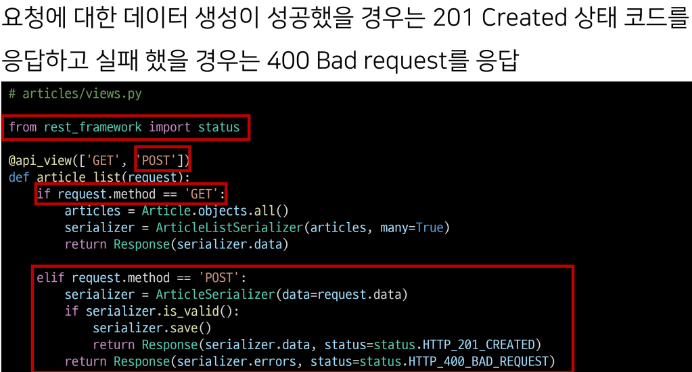 요청에 대한 데이터 생성이 성공했을 경우는 201 Created 상태 코드를
응답하고 실패 했을 경우는 400 Bad request를 응답
# articles/views.py
from rest_framework import status
@api_view(['GET', 'POST'])
def article_list(request):
    if request.method == 'GET':
        articles = Article.objects.all()
        serializer = ArticleListSerializer(articles, many=True)
        return Response(serializer.data)
    elif request.method == 'POST':
        serializer = ArticleSerializer(data=request.data)
        if serializer.is_valid():
            serializer.save()
            return Response(serializer.data, status=status.HTTP_201_CREATED)
        return Response(serializer.errors, status=status.HTTP_400_BAD_REQUEST)